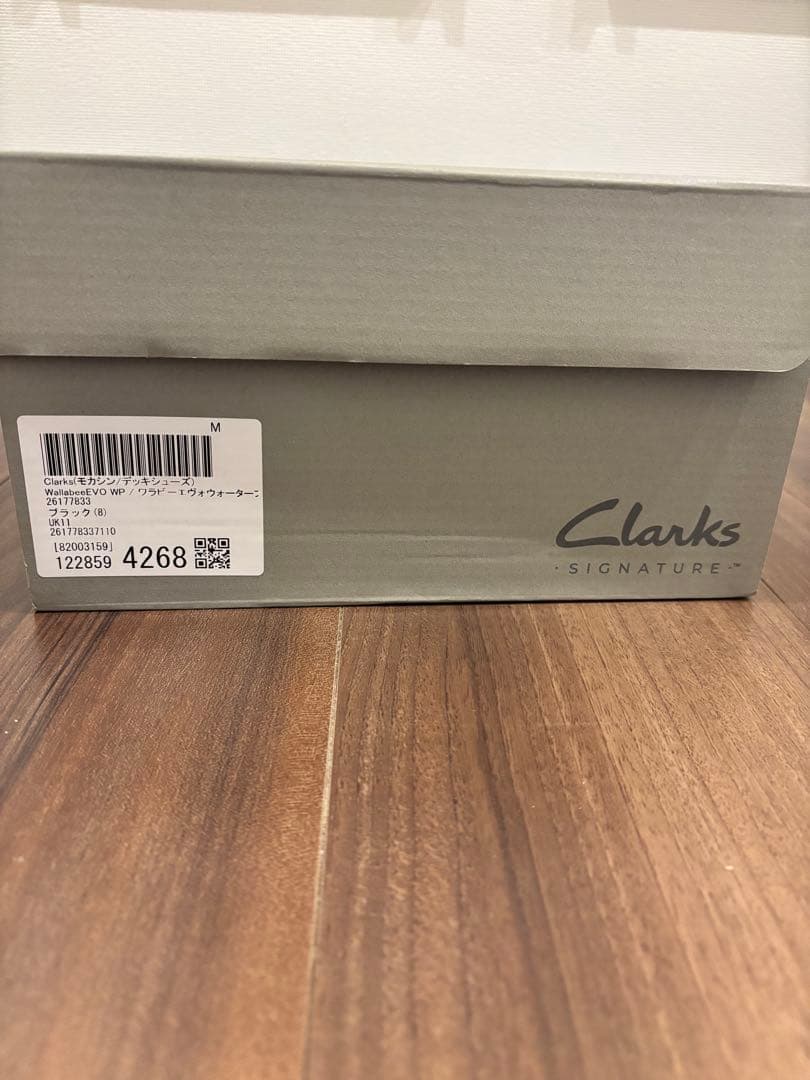 M
Clarks(モカシン/デッキシューズ)
WallabeeEVO WP / ワラビーエヴォウォータープ
26177833
ブラック(8)
UK11
261778337110
[82003159]
122859 4268
Clarks
· SIGNATURE ·™